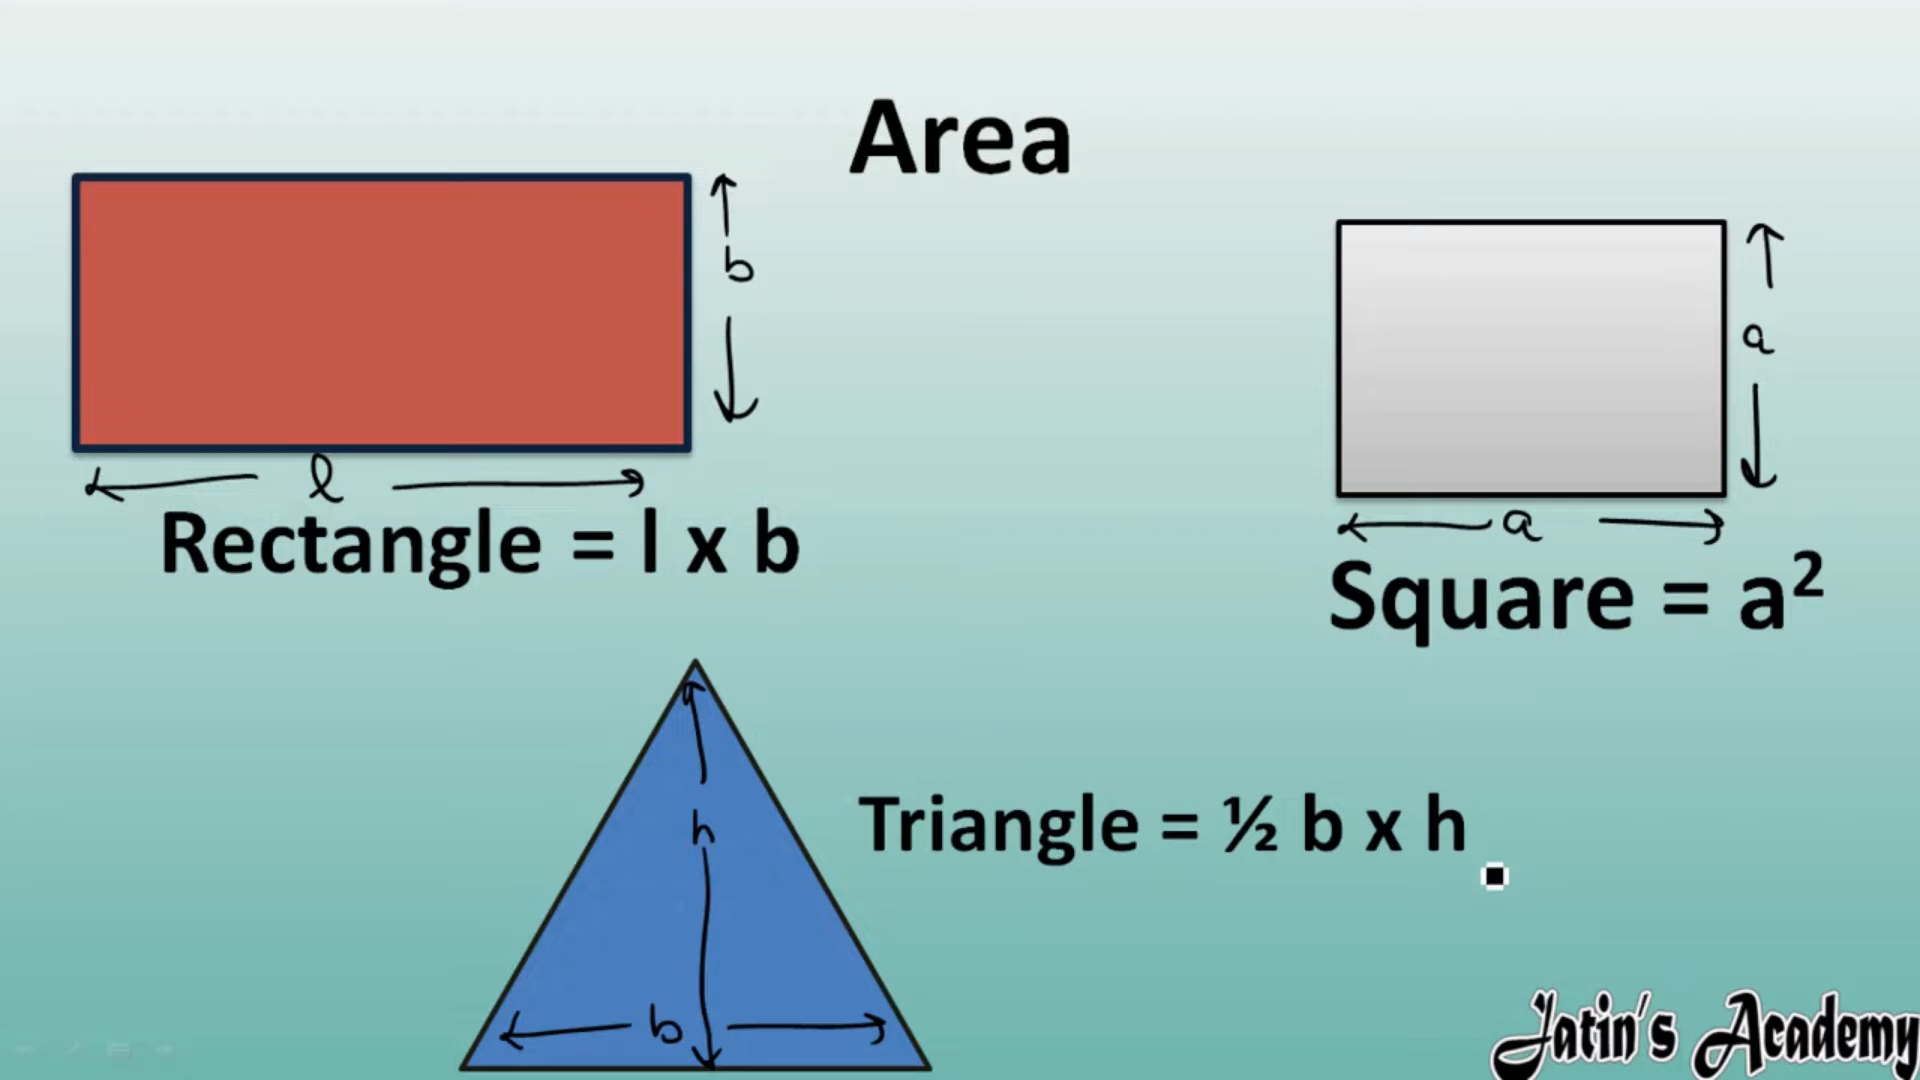 Area
b
l
Rectangle = l x b
a
a
Square = a²
h
Triangle = ½ b x h
b
Jatin's Academy